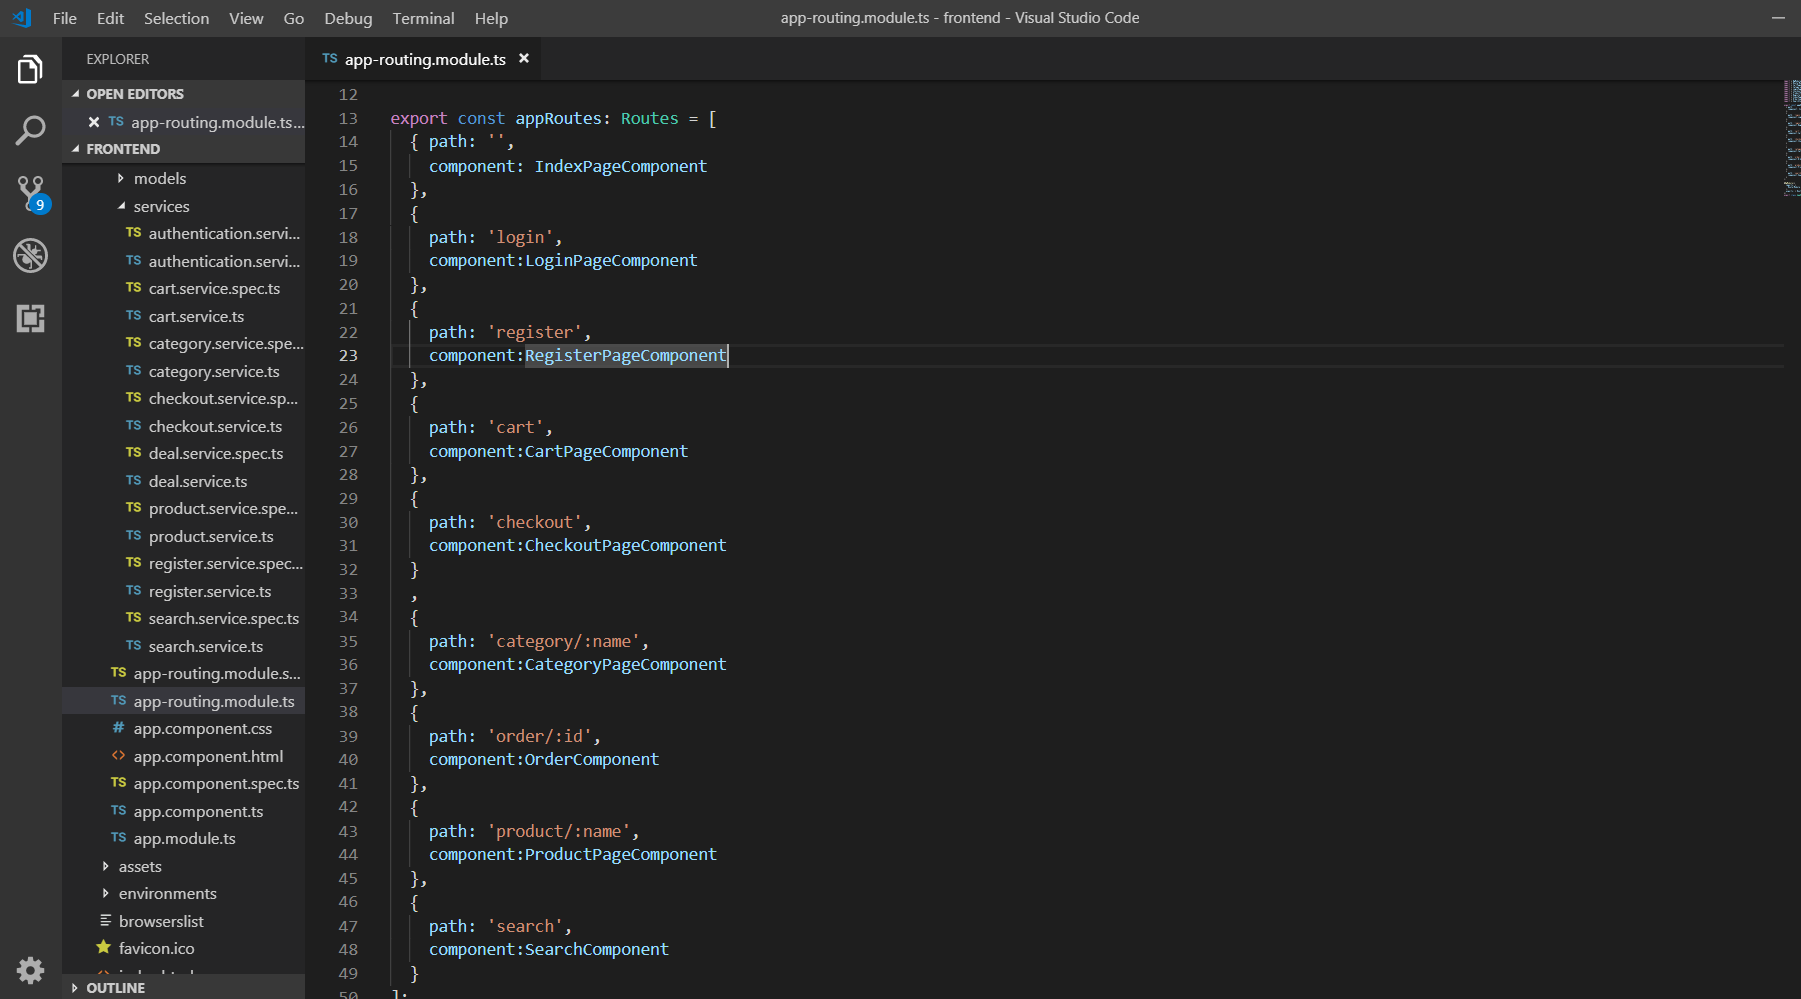 File Edit Selection View Go Debug Terminal Help
app-routing.module.ts - frontend - Visual Studio Code
EXPLORER
OPEN EDITORS
TS app-routing.module.ts...
FRONTEND
models
services
TS authentication.servi...
TS authentication.servi...
TS cart.service.spec.ts
TS cart.service.ts
TS category.service.spe...
TS category.service.ts
TS checkout.service.sp...
TS checkout.service.ts
TS deal.service.spec.ts
TS deal.service.ts
TS product.service.spe...
TS product.service.ts
TS register.service.spec...
TS register.service.ts
TS search.service.spec.ts
TS search.service.ts
TS app-routing.module.s...
TS app-routing.module.ts
# app.component.css
<> app.component.html
TS app.component.spec.ts
TS app.component.ts
TS app.module.ts
assets
environments
browserslist
favicon.ico
OUTLINE
9
TS app-routing.module.ts
12
13 export const appRoutes: Routes = [
14 { path: '',
15 component: IndexPageComponent
16 },
17 {
18 path: 'login',
19 component:LoginPageComponent
20 },
21 {
22 path: 'register',
23 component:RegisterPageComponent
24 },
25 {
26 path: 'cart',
27 component:CartPageComponent
28 },
29 {
30 path: 'checkout',
31 component:CheckoutPageComponent
32 }
33 ,
34 {
35 path: 'category/:name',
36 component:CategoryPageComponent
37 },
38 {
39 path: 'order/:id',
40 component:OrderComponent
41 },
42 {
43 path: 'product/:name',
44 component:ProductPageComponent
45 },
46 {
47 path: 'search',
48 component:SearchComponent
49 }
50 ];